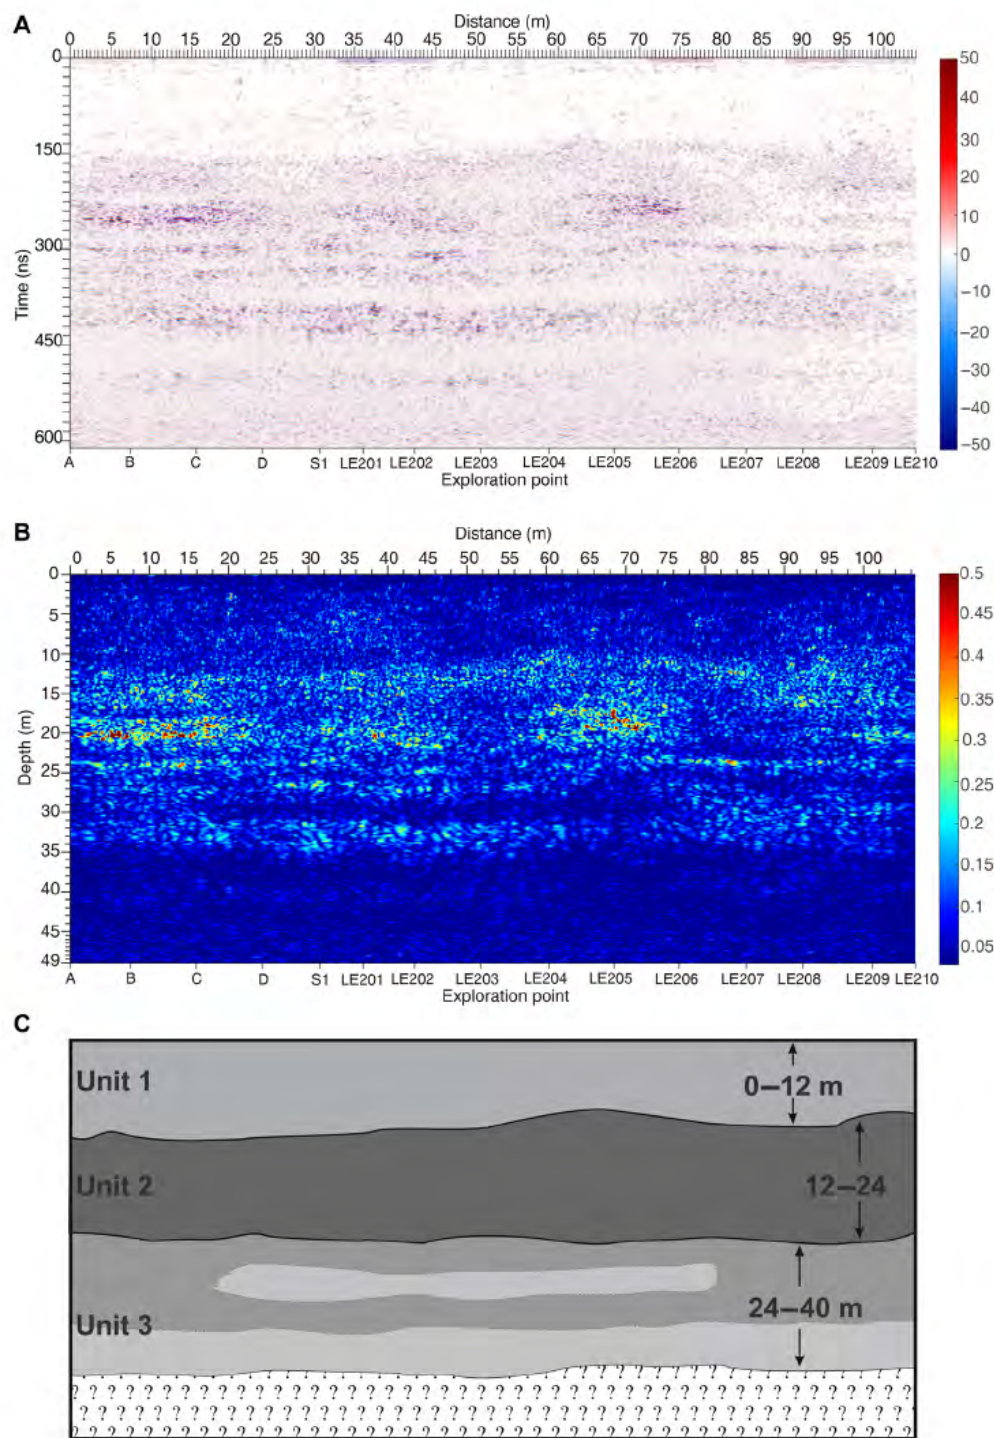 A
Distance (m)
0 5 10 15 20 25 30 35 40 45 50 55 60 65 70 75 80 85 90 95 100
0
150
300
450
600
Time (ns)
50
40
30
20
10
0
−10
−20
−30
−40
−50
A B C D S1 LE201 LE202 LE203 LE204 LE205 LE206 LE207 LE208 LE209 LE210
Exploration point
B
Distance (m)
0 5 10 15 20 25 30 35 40 45 50 55 60 65 70 75 80 85 90 95 100
0
5
10
15
20
25
30
35
40
45
49
Depth (m)
0.5
0.45
0.4
0.35
0.3
0.25
0.2
0.15
0.1
0.05
A B C D S1 LE201 LE202 LE203 LE204 LE205 LE206 LE207 LE208 LE209 LE210
Exploration point
C
Unit 1
0–12 m
Unit 2
12–24
Unit 3
24–40 m
? ? ? ? ? ? ? ? ? ? ? ? ? ? ? ? ? ? ? ? ? ? ? ? ? ? ? ? ? ? ? ? ? ? ? ?
? ? ? ? ? ? ? ? ? ? ? ? ? ? ? ? ? ? ? ? ? ? ? ? ? ? ? ? ? ? ? ? ? ? ? ?
? ? ? ? ? ? ? ? ? ? ? ? ? ? ? ? ? ? ? ? ? ? ? ? ? ? ? ? ? ? ? ? ? ? ? ?